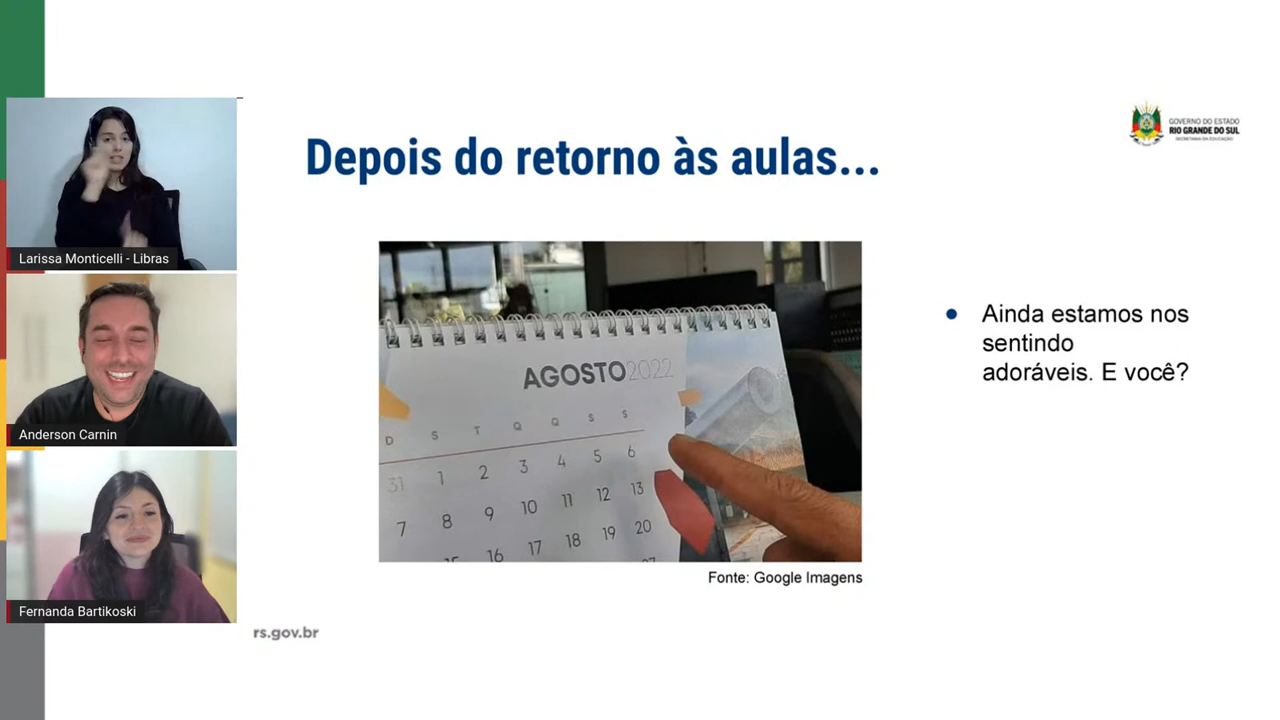 Depois do retorno às aulas...
GOVERNO DO ESTADO
RIO GRANDE DO SUL
SECRETARIA DA EDUCAÇÃO
Larissa Monticelli - Libras
Anderson Carnin
Fernanda Bartikoski
AGOSTO 2022
D S T Q Q S S
31 1 2 3 4 5 6
7 8 9 10 11 12 13
16 17 18 19 20
Ainda estamos nos
sentindo
adoráveis. E você?
Fonte: Google Imagens
rs.gov.br